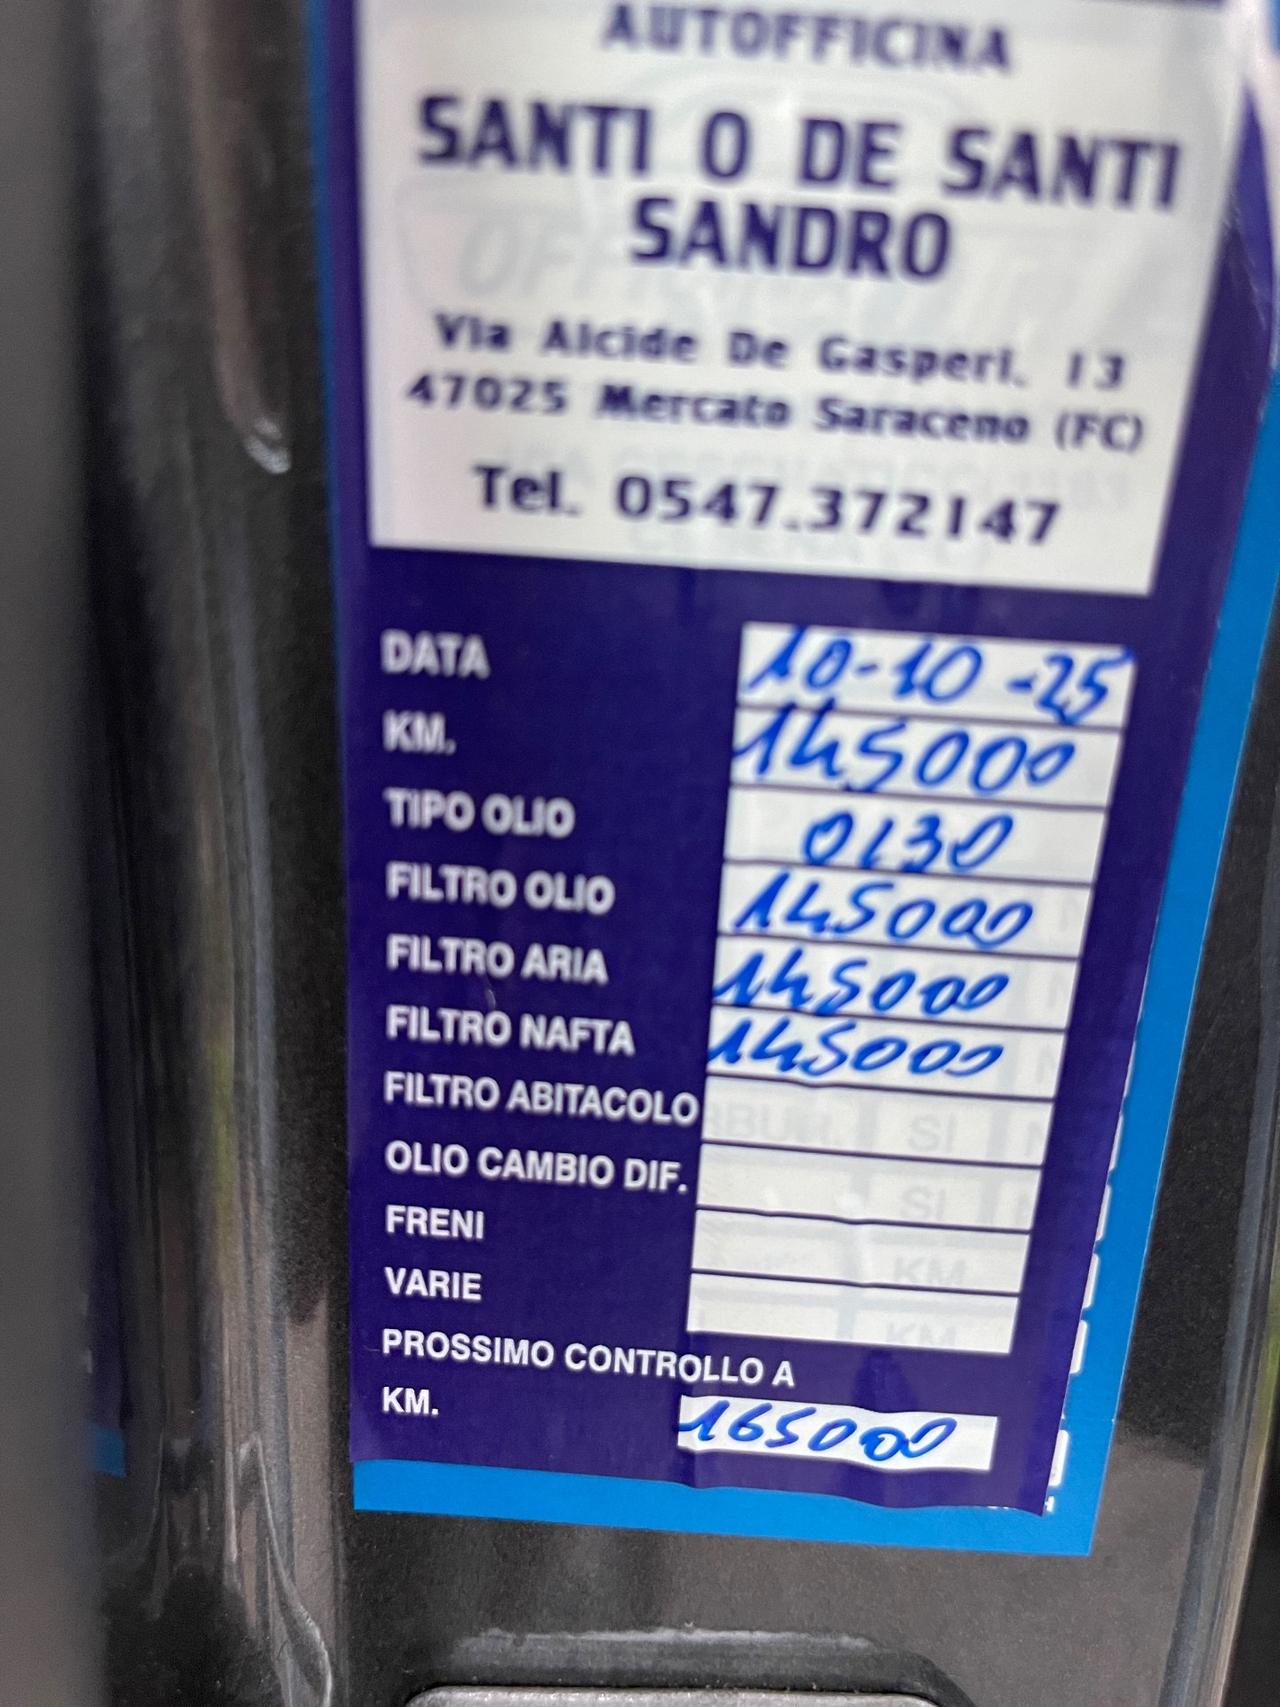 AUTOFFICINA
SANTI O DE SANTI
SANDRO
Via Alcide De Gasperi, 13
47025 Mercato Saraceno (FC)
Tel. 0547.372147
DATA 10-10-25
KM. 145000
TIPO OLIO 0130
FILTRO OLIO 145000
FILTRO ARIA 145000
FILTRO NAFTA 145000
FILTRO ABITACOLO
OLIO CAMBIO DIF.
FRENI
VARIE
PROSSIMO CONTROLLO A
KM. 165000